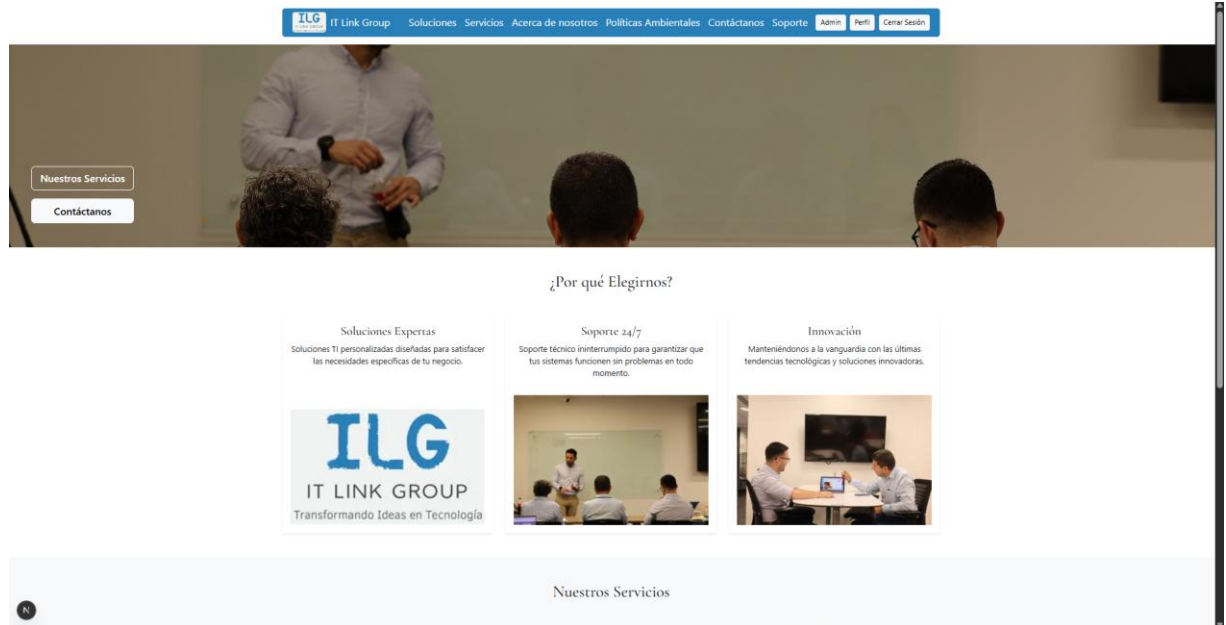 ILG
IT LINK GROUP
IT Link Group Soluciones Servicios Acerca de nosotros Políticas Ambientales Contáctanos Soporte Admin Perfil Cerrar Sesión
Nuestros Servicios
Contáctanos
¿Por qué Elegirnos?
Soluciones Expertas
Soluciones TI personalizadas diseñadas para satisfacer
las necesidades específicas de tu negocio.
ILG
IT LINK GROUP
Transformando Ideas en Tecnología
Soporte 24/7
Soporte técnico ininterrumpido para garantizar que
tus sistemas funcionen sin problemas en todo
momento.
Innovación
Manteniéndonos a la vanguardia con las últimas
tendencias tecnológicas y soluciones innovadoras.
Nuestros Servicios
N